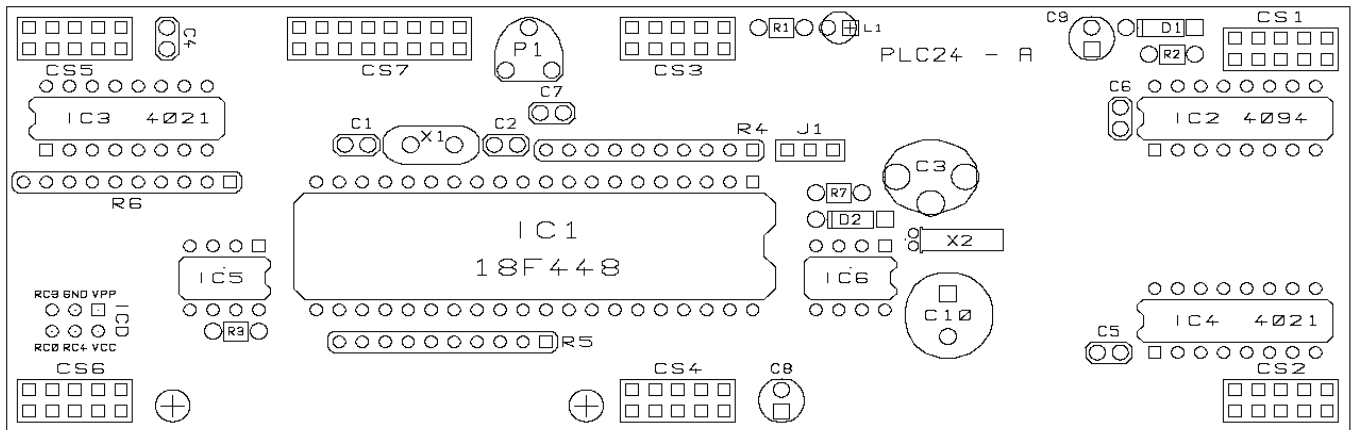 C4
P1
R1
L1
C9
D1
CS1
CS5
CS7
CS3
PLC24 - A
R2
C7
C6
IC3 4021
C1
X1
C2
R4
J1
IC2 4094
R6
C3
R7
IC1
D2
X2
18F448
IC5
IC6
RC9 GND VPP
ICD
C10
IC4 4021
R3
RC0 RC4 VCC
R5
C5
CS6
CS4
C8
CS2